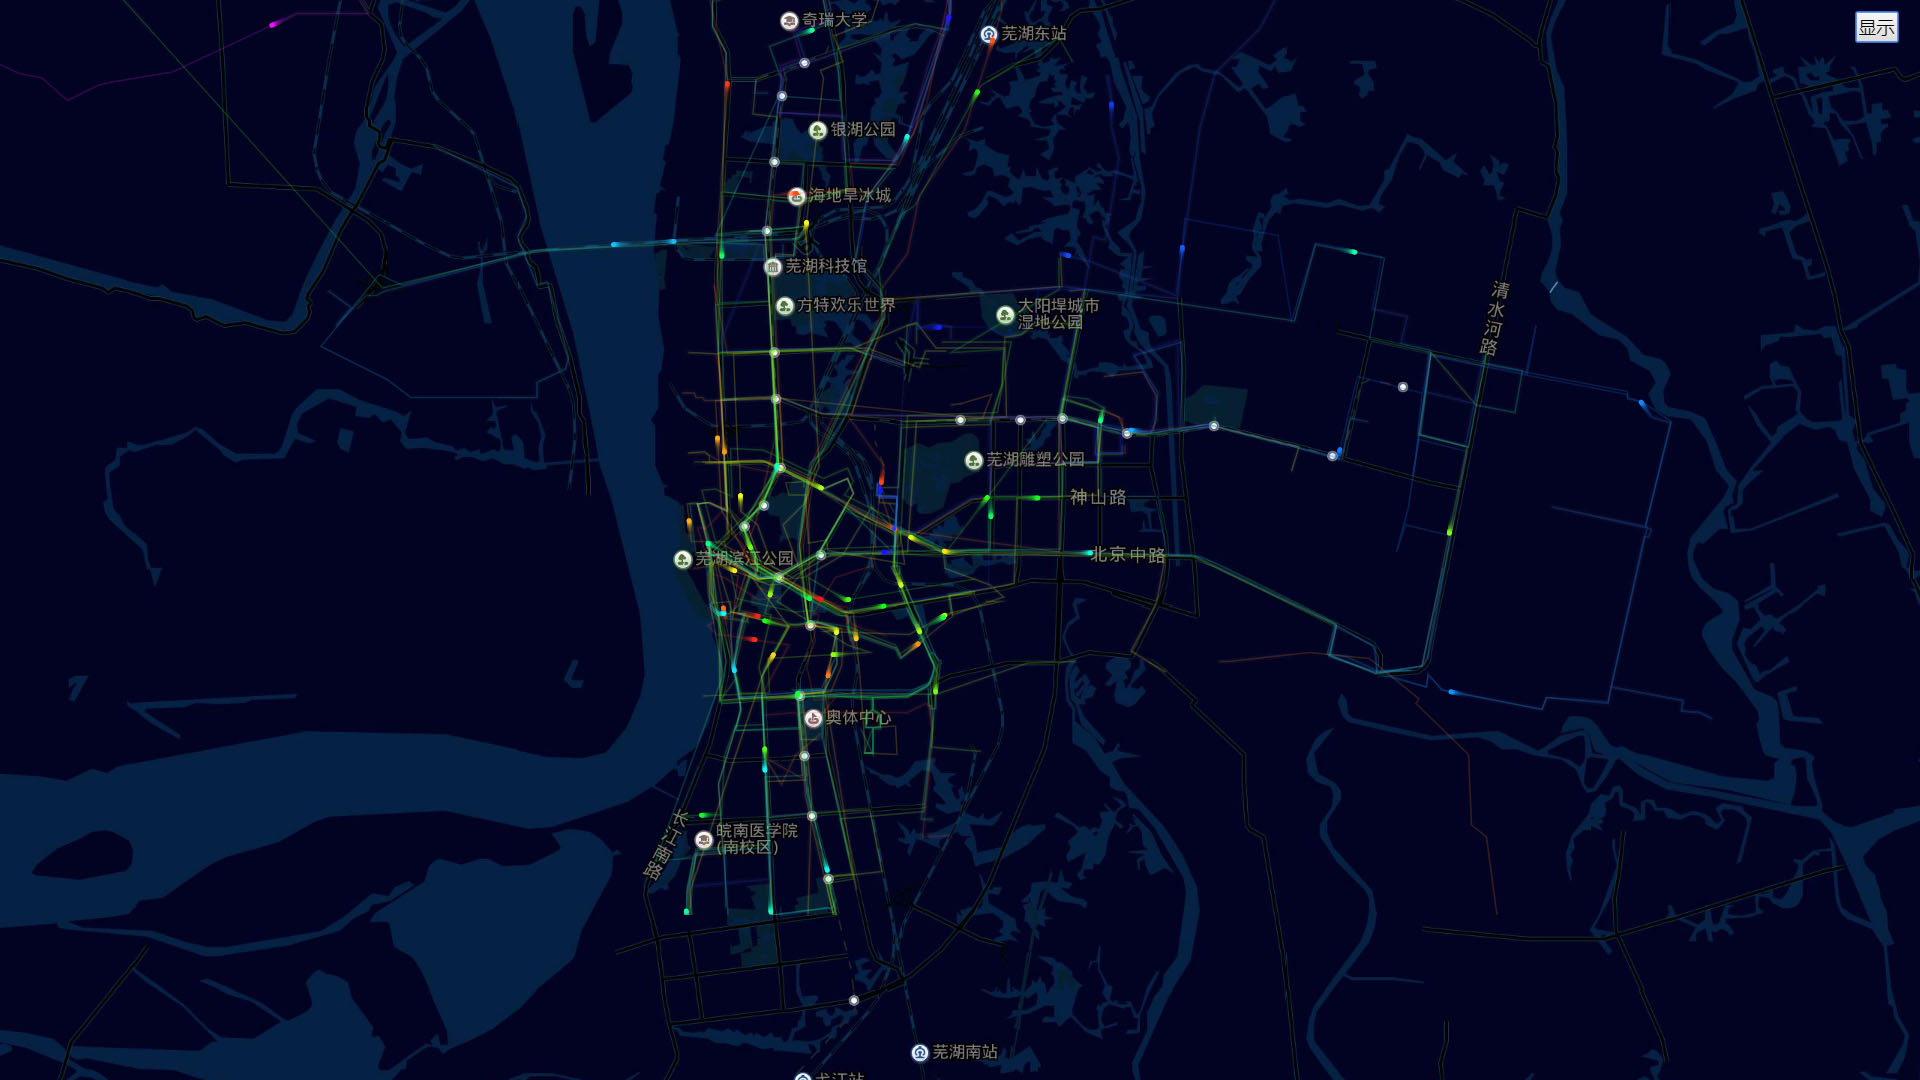 奇瑞大学
芜湖东站
显示
银湖公园
海地旱冰城
芜湖科技馆
方特欢乐世界
大阳垾城市
湿地公园
清水河路
芜湖雕塑公园
神山路
北京中路
芜湖滨江公园
奥体中心
长江南路
皖南医学院
(南校区)
芜湖南站
弋江站